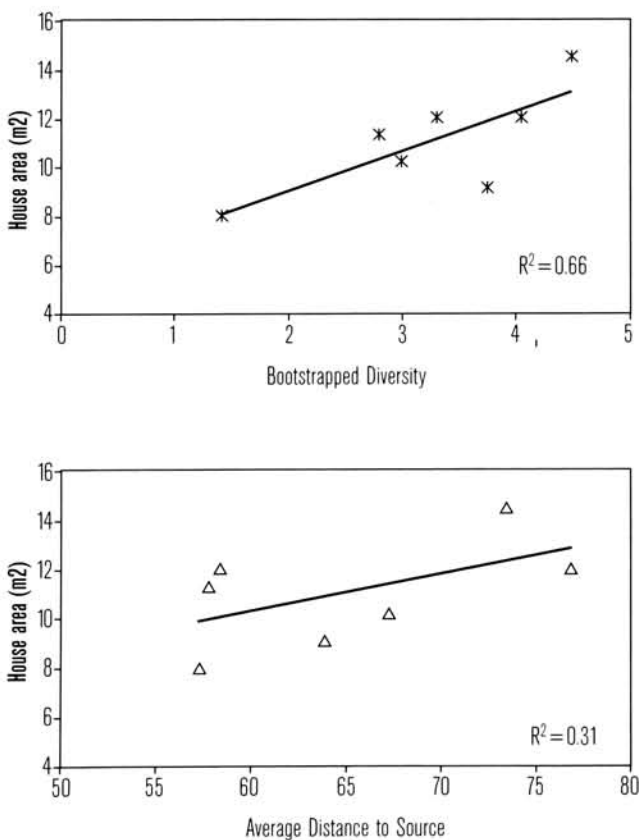 16
14
12
10
8
6
4
House area (m2)
R² = 0.66
0 1 2 3 4 5
Bootstrapped Diversity
16
14
12
10
8
6
4
House area (m2)
R² = 0.31
50 55 60 65 70 75 80
Average Distance to Source